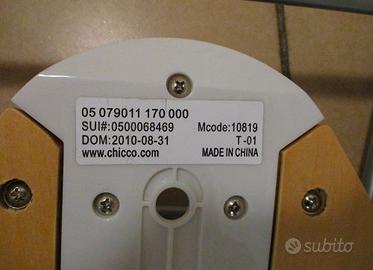 05 079011 170 000
SUI#:0500068469 Mcode:10819
DOM:2010-08-31 T -01
www.chicco.com MADE IN CHINA
subito